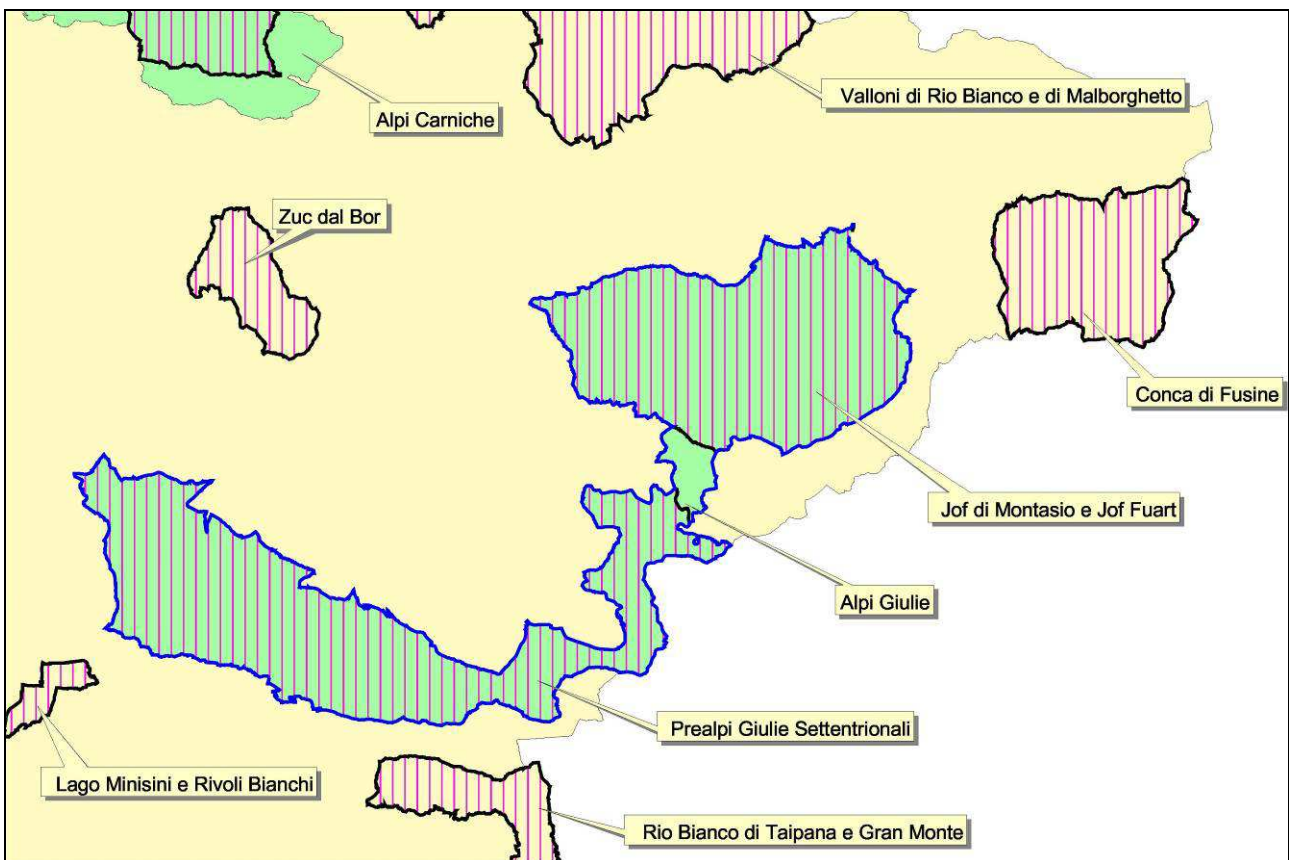 Valloni di Rio Bianco e di Malborghetto
Alpi Carniche
Zuc dal Bor
Conca di Fusine
Jof di Montasio e Jof Fuart
Alpi Giulie
Prealpi Giulie Settentrionali
Lago Minisini e Rivoli Bianchi
Rio Bianco di Taipana e Gran Monte